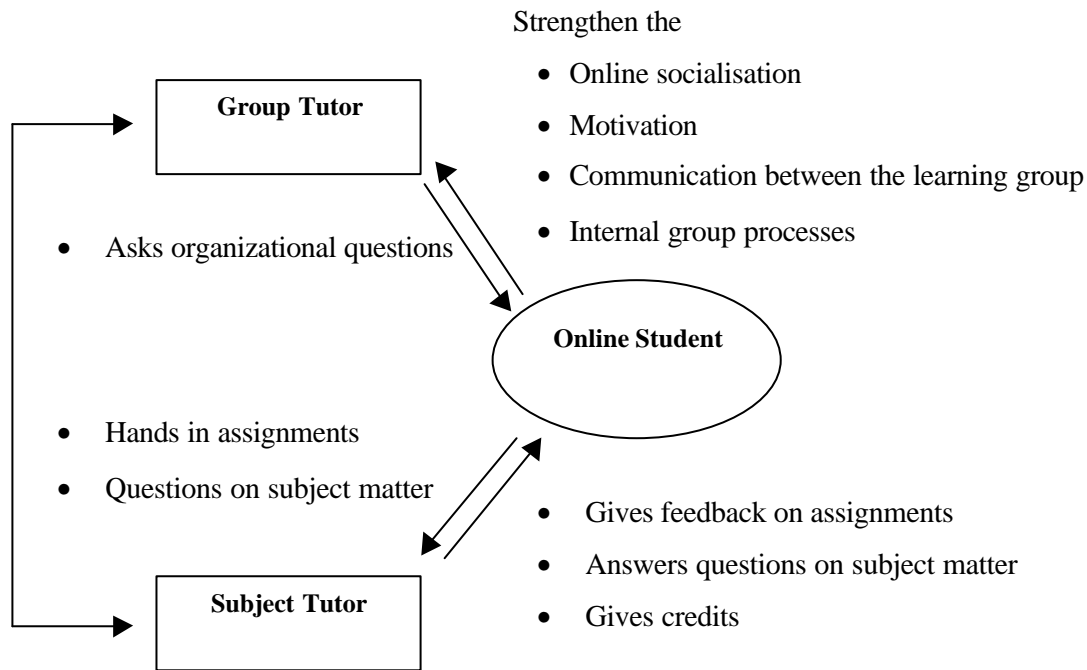 Strengthen the
• Online socialisation
• Motivation
• Communication between the learning group
• Internal group processes
Group Tutor
• Asks organizational questions
Online Student
• Hands in assignments
• Questions on subject matter
• Gives feedback on assignments
• Answers questions on subject matter
• Gives credits
Subject Tutor